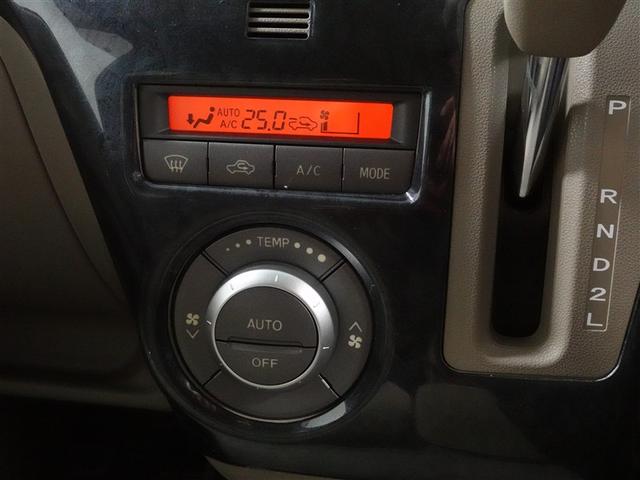 AUTO
A/C 25.0
A/C MODE
TEMP
AUTO
OFF
P
R
N
D
2
L